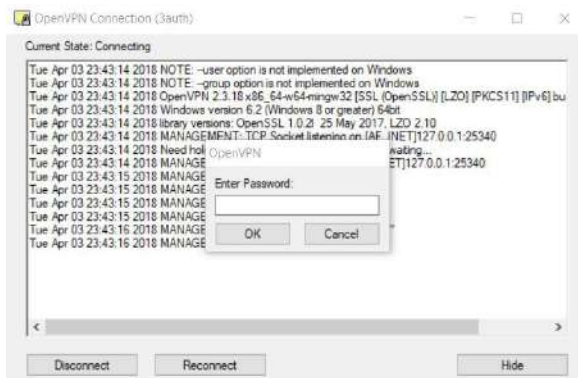 OpenVPN Connection (3auth)
Current State: Connecting
Tue Apr 03 23:43:14 2018 NOTE: --user option is not implemented on Windows
Tue Apr 03 23:43:14 2018 NOTE: --group option is not implemented on Windows
Tue Apr 03 23:43:14 2018 OpenVPN 2.3.18 x86_64-w64-mingw32 [SSL (OpenSSL)] [LZO] [PKCS11] [IPv6] bu
Tue Apr 03 23:43:14 2018 Windows version 6.2 (Windows 8 or greater) 64bit
Tue Apr 03 23:43:14 2018 library versions: OpenSSL 1.0.2l 25 May 2017, LZO 2.10
Tue Apr 03 23:43:14 2018 MANAGEMENT: TCP Socket listening on [AF_INET]127.0.0.1:25340
Tue Apr 03 23:43:14 2018 Need hol waiting...
Tue Apr 03 23:43:14 2018 MANAGE ET]127.0.0.1:25340
Tue Apr 03 23:43:15 2018 MANAGE
Tue Apr 03 23:43:15 2018 MANAGE
Tue Apr 03 23:43:15 2018 MANAGE
Tue Apr 03 23:43:15 2018 MANAGE
Tue Apr 03 23:43:16 2018 MANAGE
Tue Apr 03 23:43:16 2018 MANAGE
OpenVPN
Enter Password:
OK Cancel
Disconnect Reconnect Hide